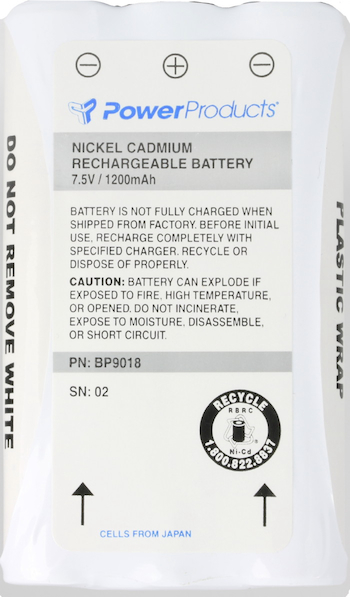 PowerProducts
NICKEL CADMIUM
RECHARGEABLE BATTERY
7.5V / 1200mAh
BATTERY IS NOT FULLY CHARGED WHEN
SHIPPED FROM FACTORY. BEFORE INITIAL
USE, RECHARGE COMPLETELY WITH
SPECIFIED CHARGER. RECYCLE OR
DISPOSE OF PROPERLY.
CAUTION: BATTERY CAN EXPLODE IF
EXPOSED TO FIRE, HIGH TEMPERATURE,
OR OPENED. DO NOT INCINERATE,
EXPOSE TO MOISTURE, DISASSEMBLE,
OR SHORT CIRCUIT.
PN: BP9018
SN: 02
RECYCLE
RBRC
Ni-Cd
1.800.822.8837
CELLS FROM JAPAN
DO NOT REMOVE WHITE
PLASTIC WRAP